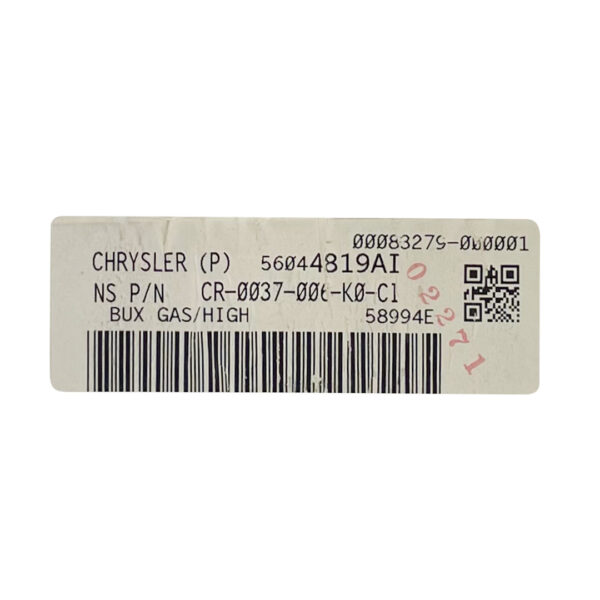 00083279-000001
CHRYSLER (P) 56044819AI
NS P/N CR-0037-006-K0-C1
BUX GAS/HIGH 58994E
02271